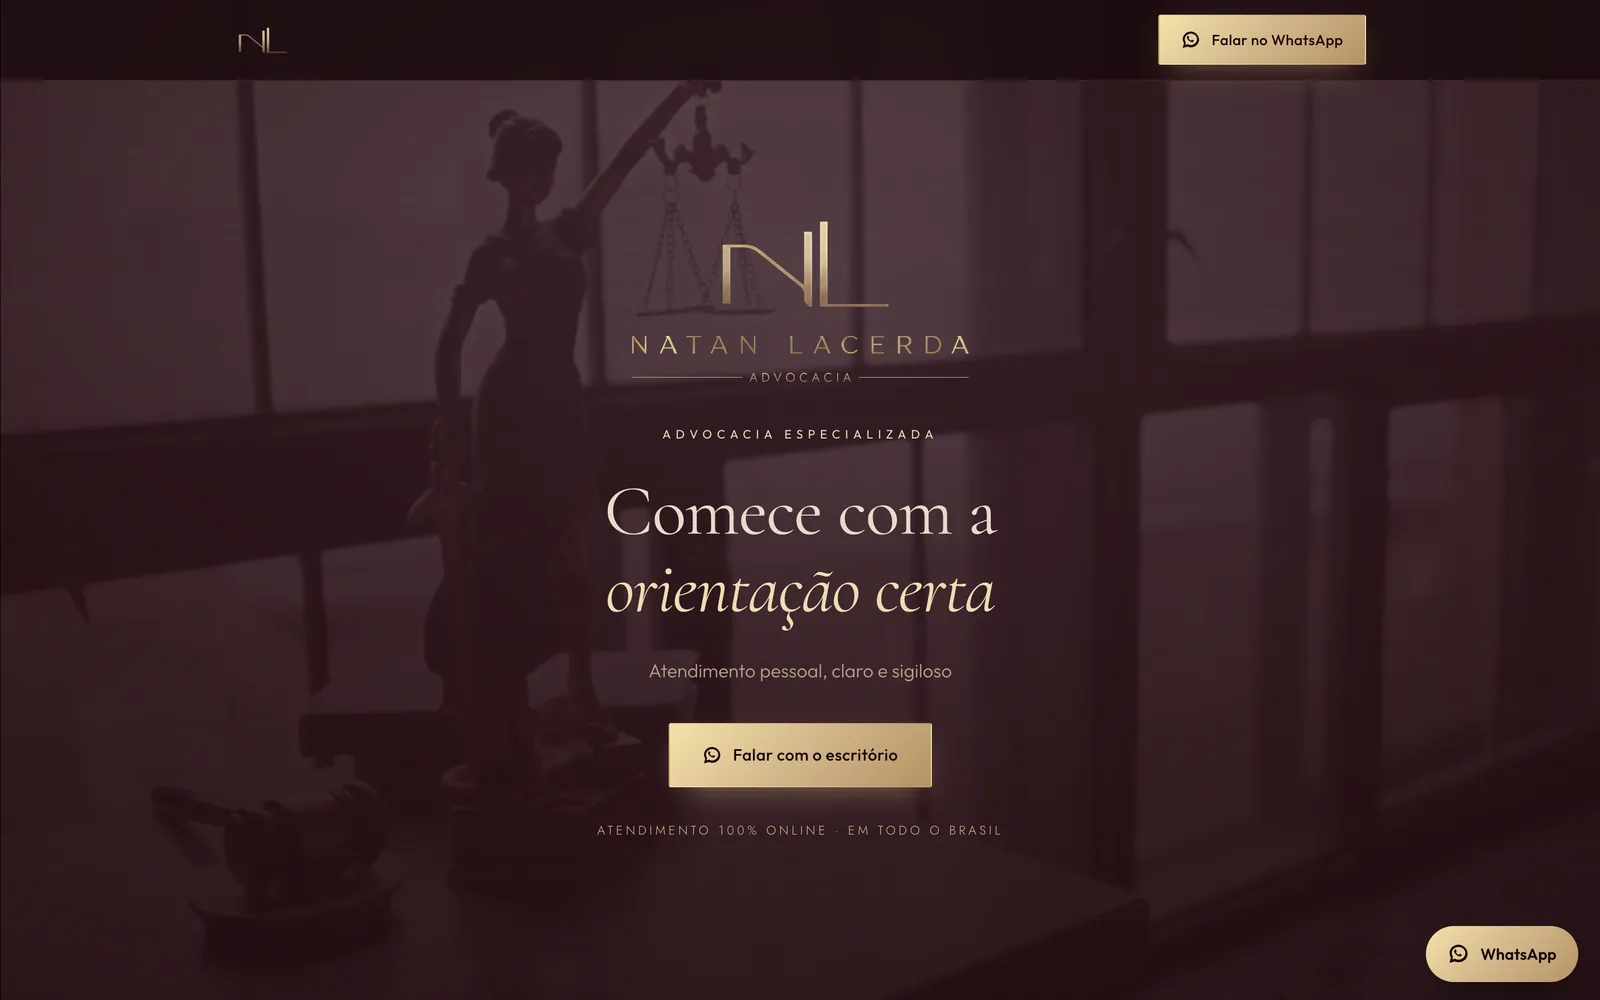 NL
Falar no WhatsApp
NL
NATAN LACERDA
ADVOCACIA
ADVOCACIA ESPECIALIZADA
Comece com a
orientação certa
Atendimento pessoal, claro e sigiloso
Falar com o escritório
ATENDIMENTO 100% ONLINE · EM TODO O BRASIL
WhatsApp